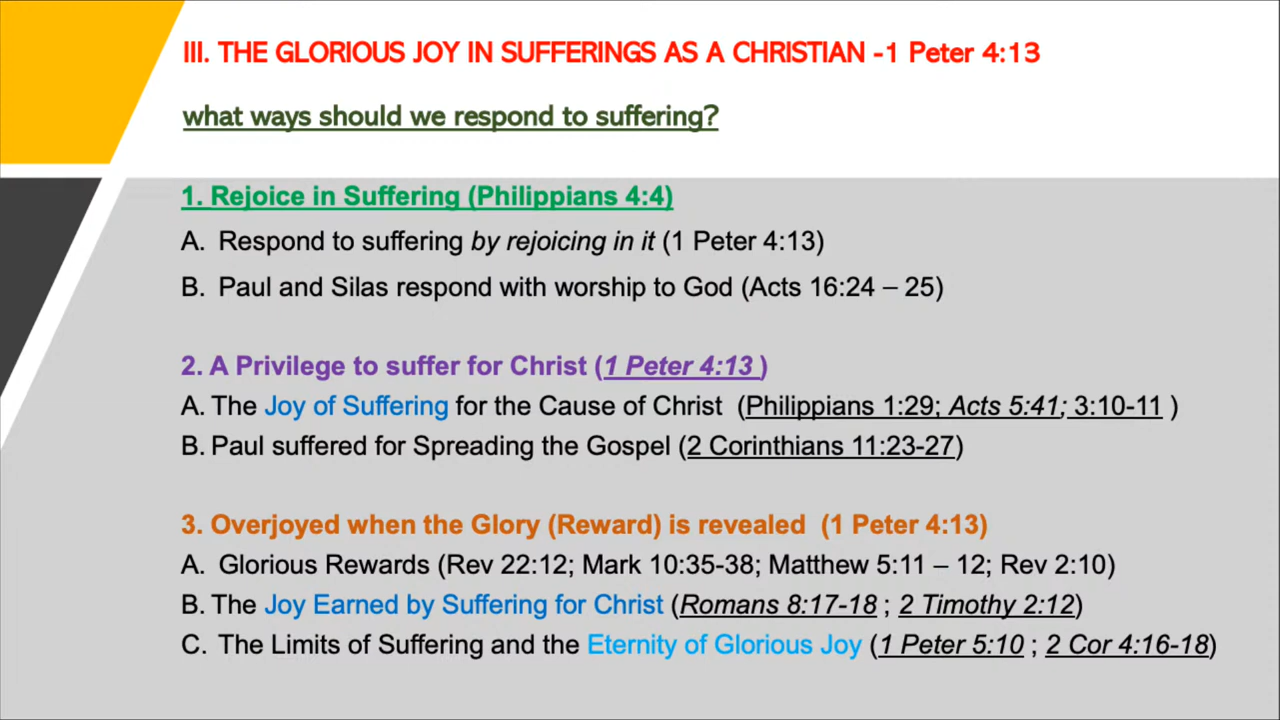 III. THE GLORIOUS JOY IN SUFFERINGS AS A CHRISTIAN -1 Peter 4:13
what ways should we respond to suffering?
1. Rejoice in Suffering (Philippians 4:4)
A. Respond to suffering by rejoicing in it (1 Peter 4:13)
B. Paul and Silas respond with worship to God (Acts 16:24 – 25)
2. A Privilege to suffer for Christ (1 Peter 4:13 )
A. The Joy of Suffering for the Cause of Christ (Philippians 1:29; Acts 5:41; 3:10-11 )
B. Paul suffered for Spreading the Gospel (2 Corinthians 11:23-27)
3. Overjoyed when the Glory (Reward) is revealed (1 Peter 4:13)
A. Glorious Rewards (Rev 22:12; Mark 10:35-38; Matthew 5:11 – 12; Rev 2:10)
B. The Joy Earned by Suffering for Christ (Romans 8:17-18 ; 2 Timothy 2:12)
C. The Limits of Suffering and the Eternity of Glorious Joy (1 Peter 5:10 ; 2 Cor 4:16-18)